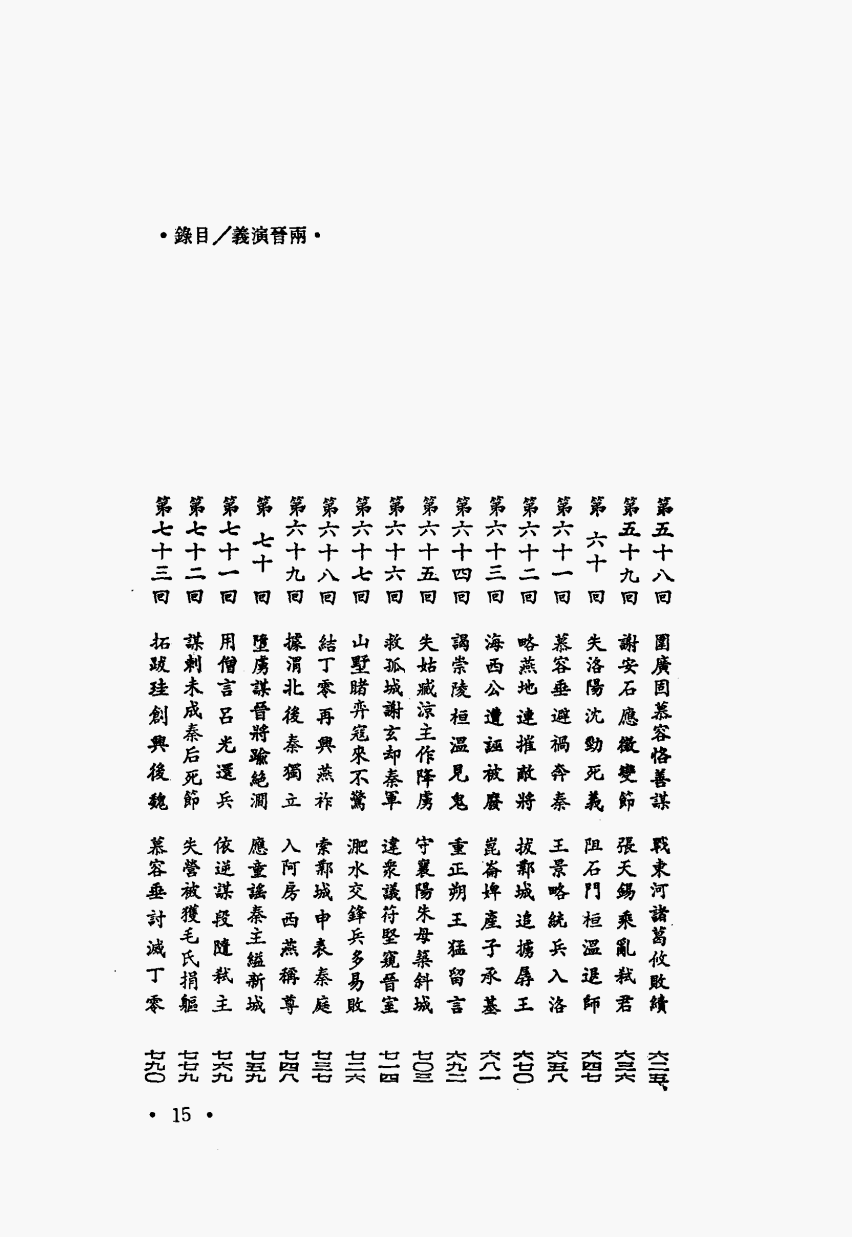 •錄目／義演晉兩•
第五十八回 圍廣固慕容恪善謀 戰東河諸葛攸敗績 六二五
第五十九回 謝安石應徵變節 張天錫乘亂弒君 六三六
第六十回 失洛陽沈勁死義 阻石門桓溫退師 六四七
第六十一回 慕容垂避禍奔秦 王景略統兵入洛 六五八
第六十二回 略燕地連摧敵將 拔鄴城追擄孱王 六七〇
第六十三回 海西公遭誣被廢 崑崙婢產子承基 六八一
第六十四回 謁崇陵桓溫見鬼 重正朔王猛留言 六九二
第六十五回 失姑臧涼主作降虜 守襄陽朱母築斜城 七〇三
第六十六回 救孤城謝玄却秦軍 違衆議苻堅窺晉室 七一四
第六十七回 山墅賭弈寇來不驚 淝水交鋒兵多易敗 七二六
第六十八回 結丁零再興燕祚 索鄴城申表秦庭 七三七
第六十九回 據渭北後秦獨立 入阿房西燕稱尊 七四八
第七十回 墮虜謀晉將踰絕澗 應童謠秦主縊新城 七五九
第七十一回 用僧言呂光還兵 依逆謀段隨弒主 七六九
第七十二回 謀刺未成秦后死節 失營被獲毛氏捐軀 七七九
第七十三回 拓跋珪創興後魏 慕容垂討滅丁零 七九〇
• 15 •